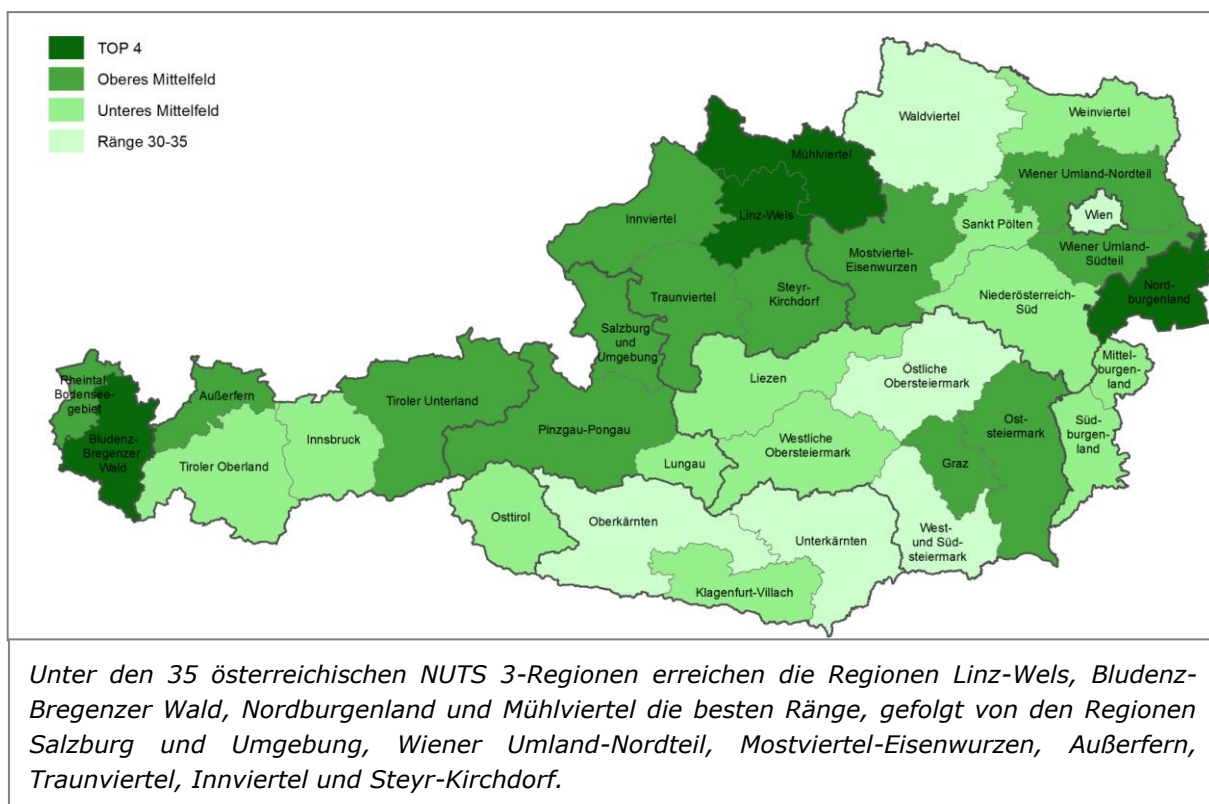 TOP 4
Oberes Mittelfeld
Unteres Mittelfeld
Ränge 30-35
Waldviertel
Weinviertel
Mühlviertel
Wiener Umland-Nordteil
Innviertel
Linz-Wels
Sankt Pölten
Wien
Mostviertel-
Eisenwurzen
Wiener Umland-
Südteil
Traunviertel
Steyr-
Kirchdorf
Niederösterreich-
Süd
Nord-
burgenland
Salzburg
und
Umgebung
Liezen
Östliche
Obersteiermark
Mittel-
burgen-
land
Rheintal-
Bodensee-
gebiet
Außerfern
Tiroler Unterland
Bludenz-
Bregenzer
Wald
Innsbruck
Pinzgau-Pongau
Westliche
Obersteiermark
Ost-
steiermark
Süd-
burgen-
land
Tiroler Oberland
Lungau
Graz
Osttirol
Oberkärnten
Unterkärnten
West-
und Süd-
steiermark
Klagenfurt-Villach
Unter den 35 österreichischen NUTS 3-Regionen erreichen die Regionen Linz-Wels, Bludenz-
Bregenzer Wald, Nordburgenland und Mühlviertel die besten Ränge, gefolgt von den Regionen
Salzburg und Umgebung, Wiener Umland-Nordteil, Mostviertel-Eisenwurzen, Außerfern,
Traunviertel, Innviertel und Steyr-Kirchdorf.